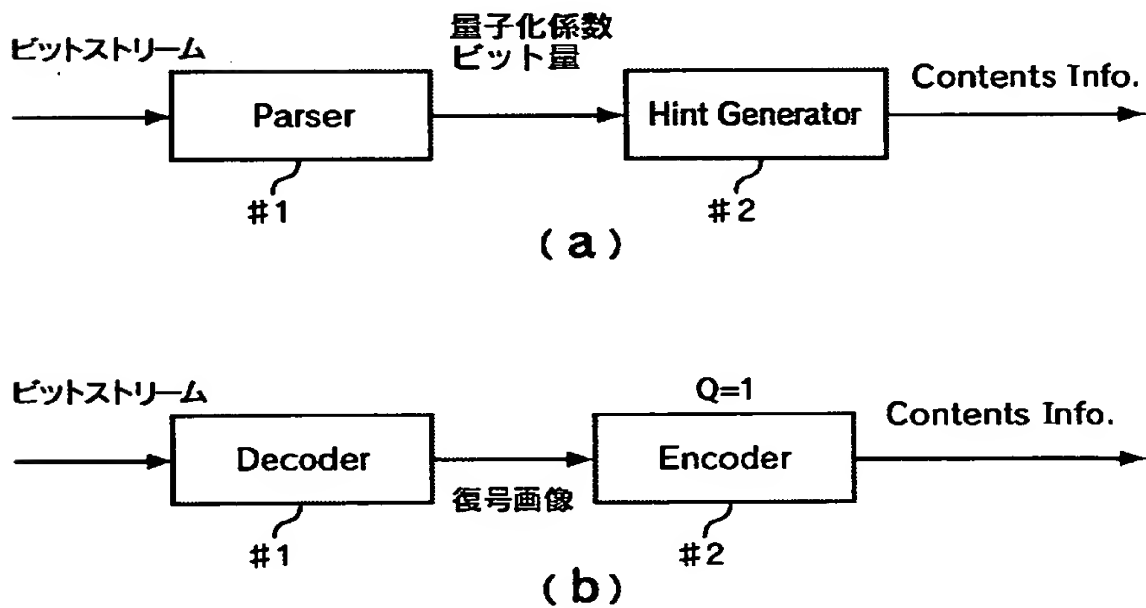 ビットストリーム
量子化係数
ビット量
Contents Info.
Parser
Hint Generator
#1
#2
(a)
ビットストリーム
Q=1
Contents Info.
Decoder
Encoder
復号画像
#1
#2
(b)